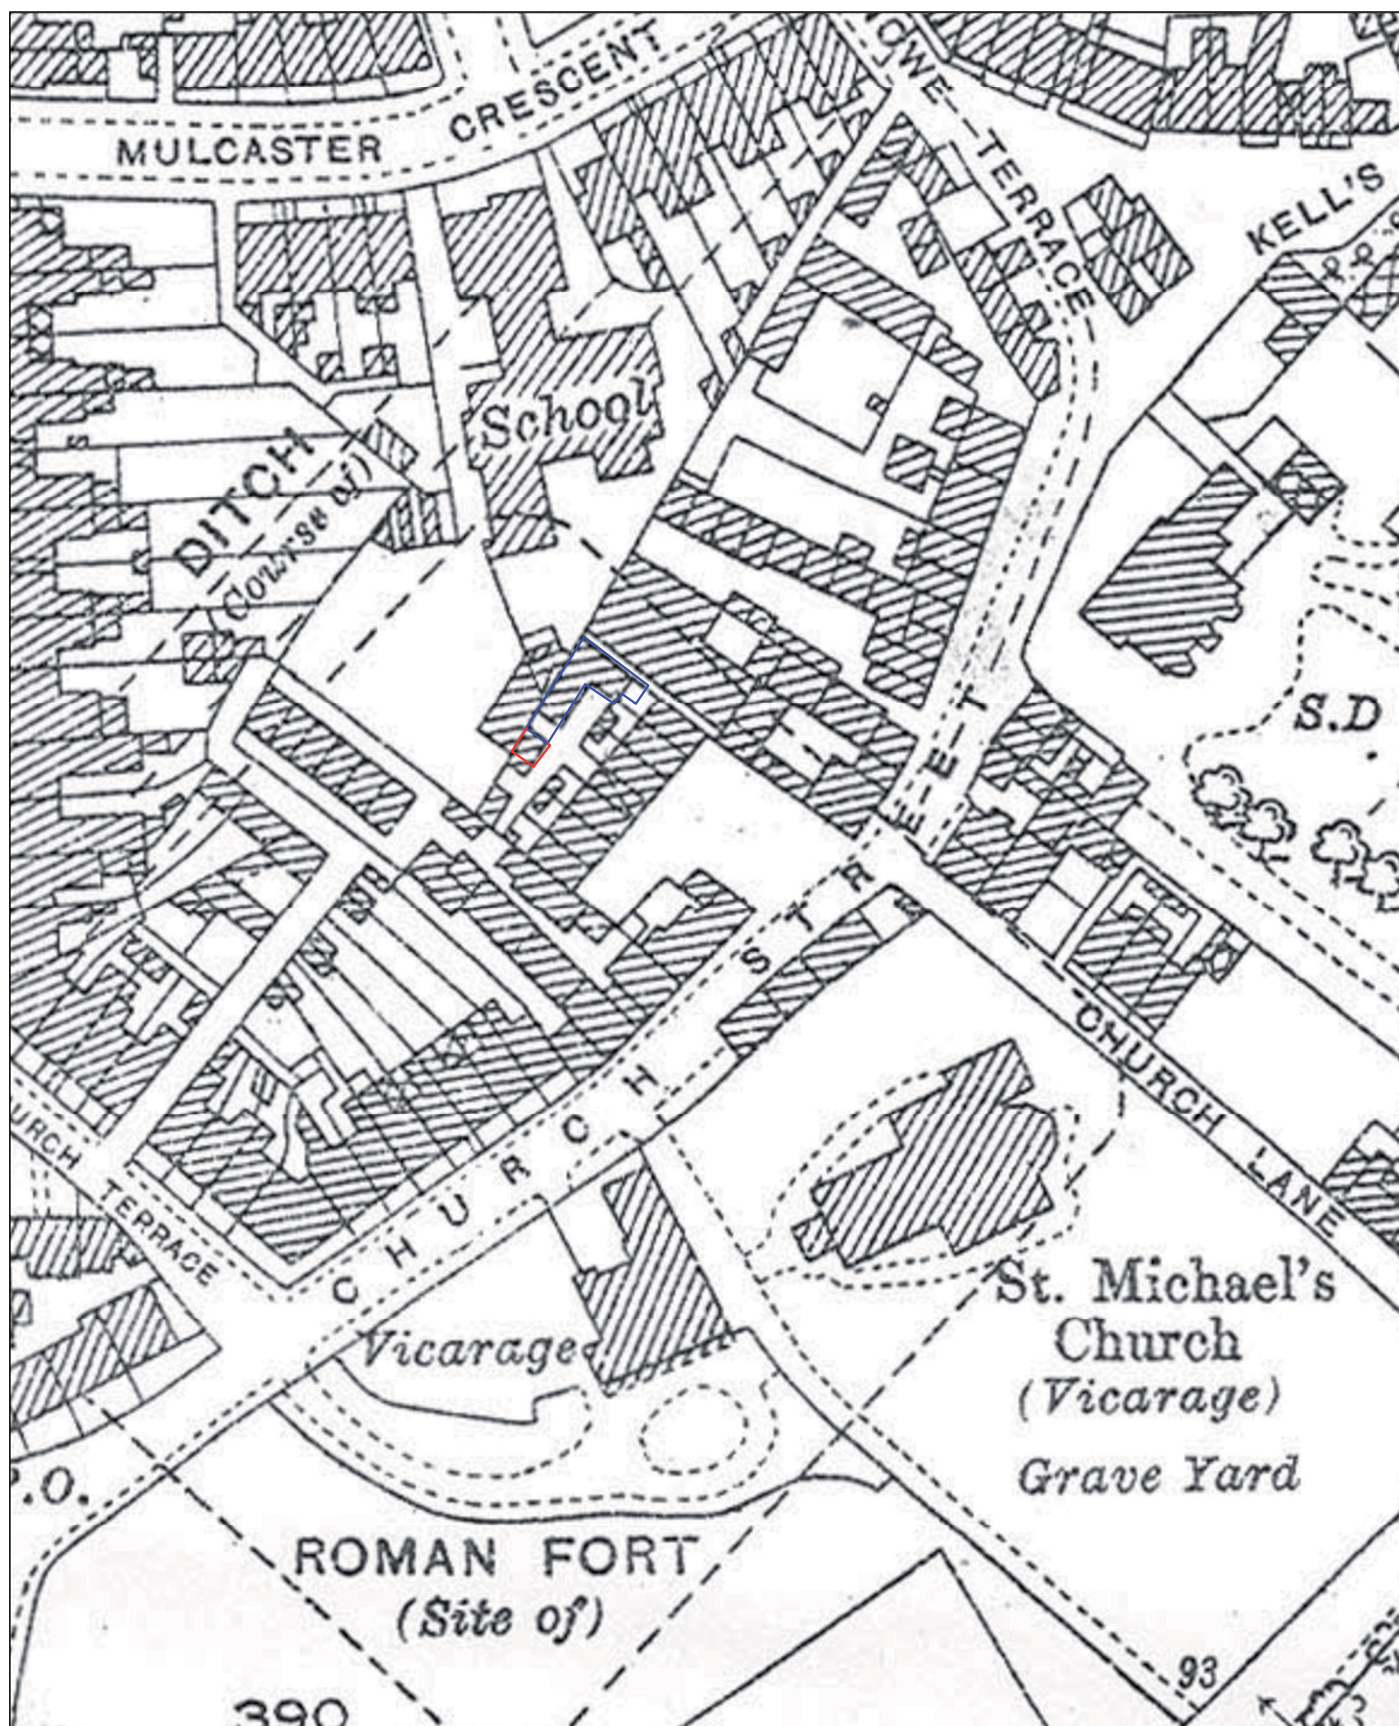 MULCASTER CRESCENT
OWE TERRACE
KELL'S
School
DITCH
(Course of)
S.D
CHURCH STREET
CHURCH LANE
URCH TERRACE
St. Michael's
Church
(Vicarage)
Grave Yard
Vicarage
.O.
ROMAN FORT
(Site of)
93
390